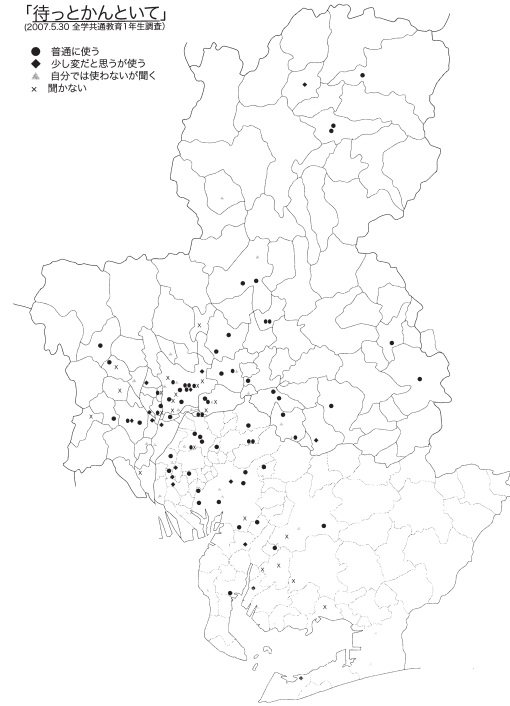 「待っとかんといて」
(2007.5.30 全学共通教育1年生調査)
● 普通に使う
◆ 少し変だと思うが使う
▲ 自分では使わないが聞く
× 聞かない